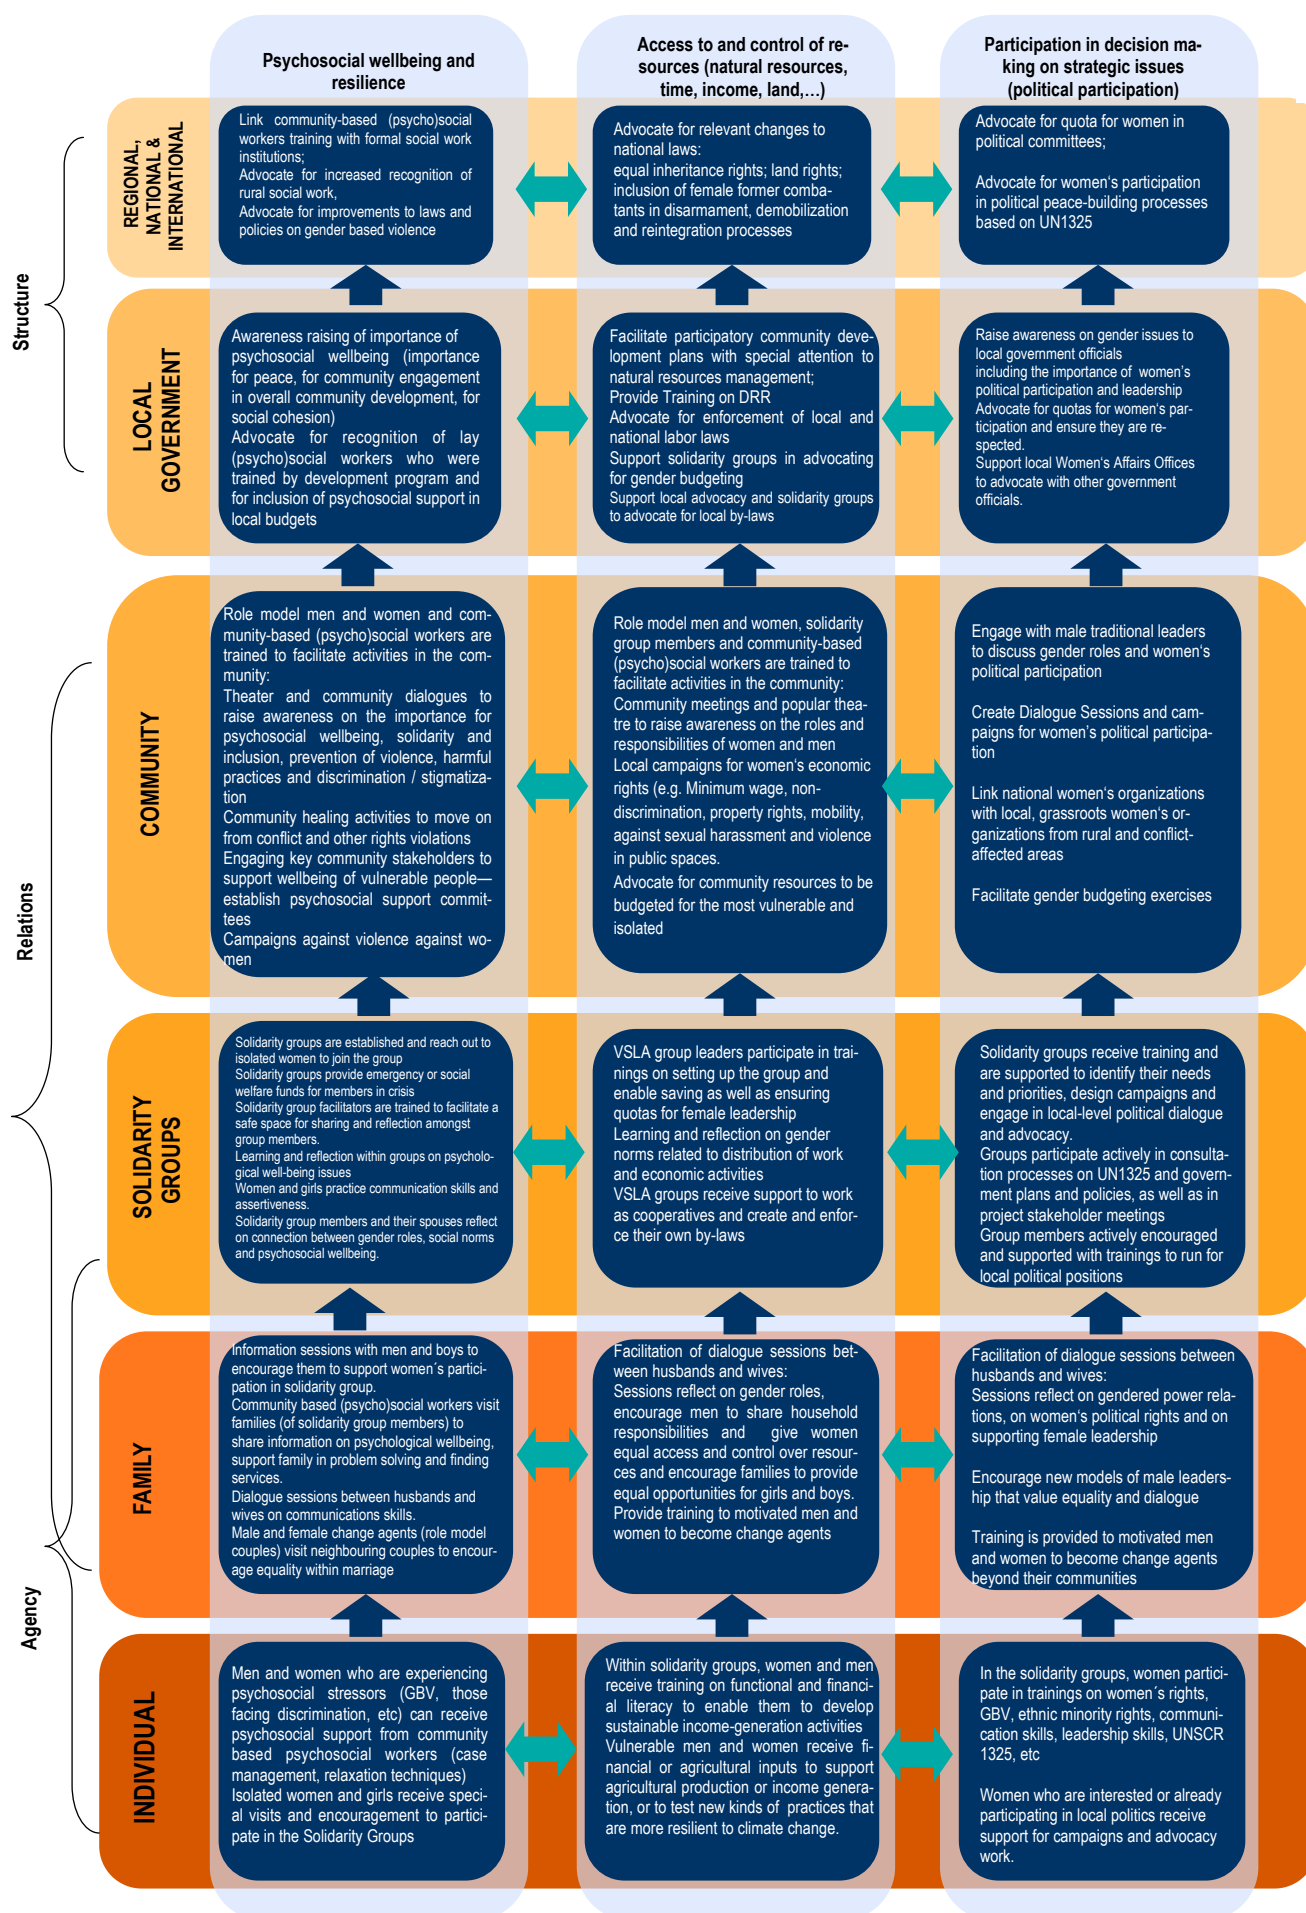 Psychosocial wellbeing and
resilience
Access to and control of re-
sources (natural resources,
time, income, land,…)
Participation in decision ma-
king on strategic issues
(political participation)
Structure
Relations
Agency
REGIONAL,
NATIONAL &
INTERNATIONAL
Link community-based (psycho)social
workers training with formal social work
institutions;
Advocate for increased recognition of
rural social work,
Advocate for improvements to laws and
policies on gender based violence
Advocate for relevant changes to
national laws:
equal inheritance rights; land rights;
inclusion of female former comba-
tants in disarmament, demobilization
and reintegration processes
Advocate for quota for women in
political committees;
Advocate for women‘s participation
in political peace-building processes
based on UN1325
LOCAL
GOVERNMENT
Awareness raising of importance of
psychosocial wellbeing (importance
for peace, for community engagement
in overall community development, for
social cohesion)
Advocate for recognition of lay
(psycho)social workers who were
trained by development program and
for inclusion of psychosocial support in
local budgets
Facilitate participatory community deve-
lopment plans with special attention to
natural resources management;
Provide Training on DRR
Advocate for enforcement of local and
national labor laws
Support solidarity groups in advocating
for gender budgeting
Support local advocacy and solidarity groups
to advocate for local by-laws
Raise awareness on gender issues to
local government officials
including the importance of women’s
political participation and leadership
Advocate for quotas for women‘s par-
ticipation and ensure they are re-
spected.
Support local Women‘s Affairs Offices
to advocate with other government
officials.
COMMUNITY
Role model men and women and com-
munity-based (psycho)social workers are
trained to facilitate activities in the com-
munity:
Theater and community dialogues to
raise awareness on the importance for
psychosocial wellbeing, solidarity and
inclusion, prevention of violence, harmful
practices and discrimination / stigmatiza-
tion
Community healing activities to move on
from conflict and other rights violations
Engaging key community stakeholders to
support wellbeing of vulnerable people—
establish psychosocial support commit-
tees
Campaigns against violence against wo-
men
Role model men and women, solidarity
group members and community-based
(psycho)social workers are trained to
facilitate activities in the community:
Community meetings and popular thea-
tre to raise awareness on the roles and
responsibilities of women and men
Local campaigns for women‘s economic
rights (e.g. Minimum wage, non-
discrimination, property rights, mobility,
against sexual harassment and violence
in public spaces.
Advocate for community resources to be
budgeted for the most vulnerable and
isolated
Engage with male traditional leaders
to discuss gender roles and women‘s
political participation
Create Dialogue Sessions and cam-
paigns for women’s political participa-
tion
Link national women‘s organizations
with local, grassroots women‘s or-
ganizations from rural and conflict-
affected areas
Facilitate gender budgeting exercises
SOLIDARITY
GROUPS
Solidarity groups are established and reach out to
isolated women to join the group
Solidarity groups provide emergency or social
welfare funds for members in crisis
Solidarity group facilitators are trained to facilitate a
safe space for sharing and reflection amongst
group members.
Learning and reflection within groups on psycholo-
gical well-being issues
Women and girls practice communication skills and
assertiveness.
Solidarity group members and their spouses reflect
on connection between gender roles, social norms
and psychosocial wellbeing.
VSLA group leaders participate in trai-
nings on setting up the group and
enable saving as well as ensuring
quotas for female leadership
Learning and reflection on gender
norms related to distribution of work
and economic activities
VSLA groups receive support to work
as cooperatives and create and enfor-
ce their own by-laws
Solidarity groups receive training and
are supported to identify their needs
and priorities, design campaigns and
engage in local-level political dialogue
and advocacy.
Groups participate actively in consulta-
tion processes on UN1325 and govern-
ment plans and policies, as well as in
project stakeholder meetings
Group members actively encouraged
and supported with trainings to run for
local political positions
FAMILY
Information sessions with men and boys to
encourage them to support women´s partici-
pation in solidarity group.
Community based (psycho)social workers visit
families (of solidarity group members) to
share information on psychological wellbeing,
support family in problem solving and finding
services.
Dialogue sessions between husbands and
wives on communications skills.
Male and female change agents (role model
couples) visit neighbouring couples to encour-
age equality within marriage
Facilitation of dialogue sessions bet-
ween husbands and wives:
Sessions reflect on gender roles,
encourage men to share household
responsibilities and give women
equal access and control over resour-
ces and encourage families to provide
equal opportunities for girls and boys.
Provide training to motivated men and
women to become change agents
Facilitation of dialogue sessions between
husbands and wives:
Sessions reflect on gendered power rela-
tions, on women‘s political rights and on
supporting female leadership
Encourage new models of male leaders-
hip that value equality and dialogue
Training is provided to motivated men
and women to become change agents
beyond their communities
INDIVIDUAL
Men and women who are experiencing
psychosocial stressors (GBV, those
facing discrimination, etc) can receive
psychosocial support from community
based psychosocial workers (case
management, relaxation techniques)
Isolated women and girls receive speci-
al visits and encouragement to partici-
pate in the Solidarity Groups
Within solidarity groups, women and men
receive training on functional and financi-
al literacy to enable them to develop
sustainable income-generation activities
Vulnerable men and women receive fi-
nancial or agricultural inputs to support
agricultural production or income genera-
tion, or to test new kinds of practices that
are more resilient to climate change.
In the solidarity groups, women partici-
pate in trainings on women´s rights,
GBV, ethnic minority rights, communi-
cation skills, leadership skills, UNSCR
1325, etc
Women who are interested or already
participating in local politics receive
support for campaigns and advocacy
work.